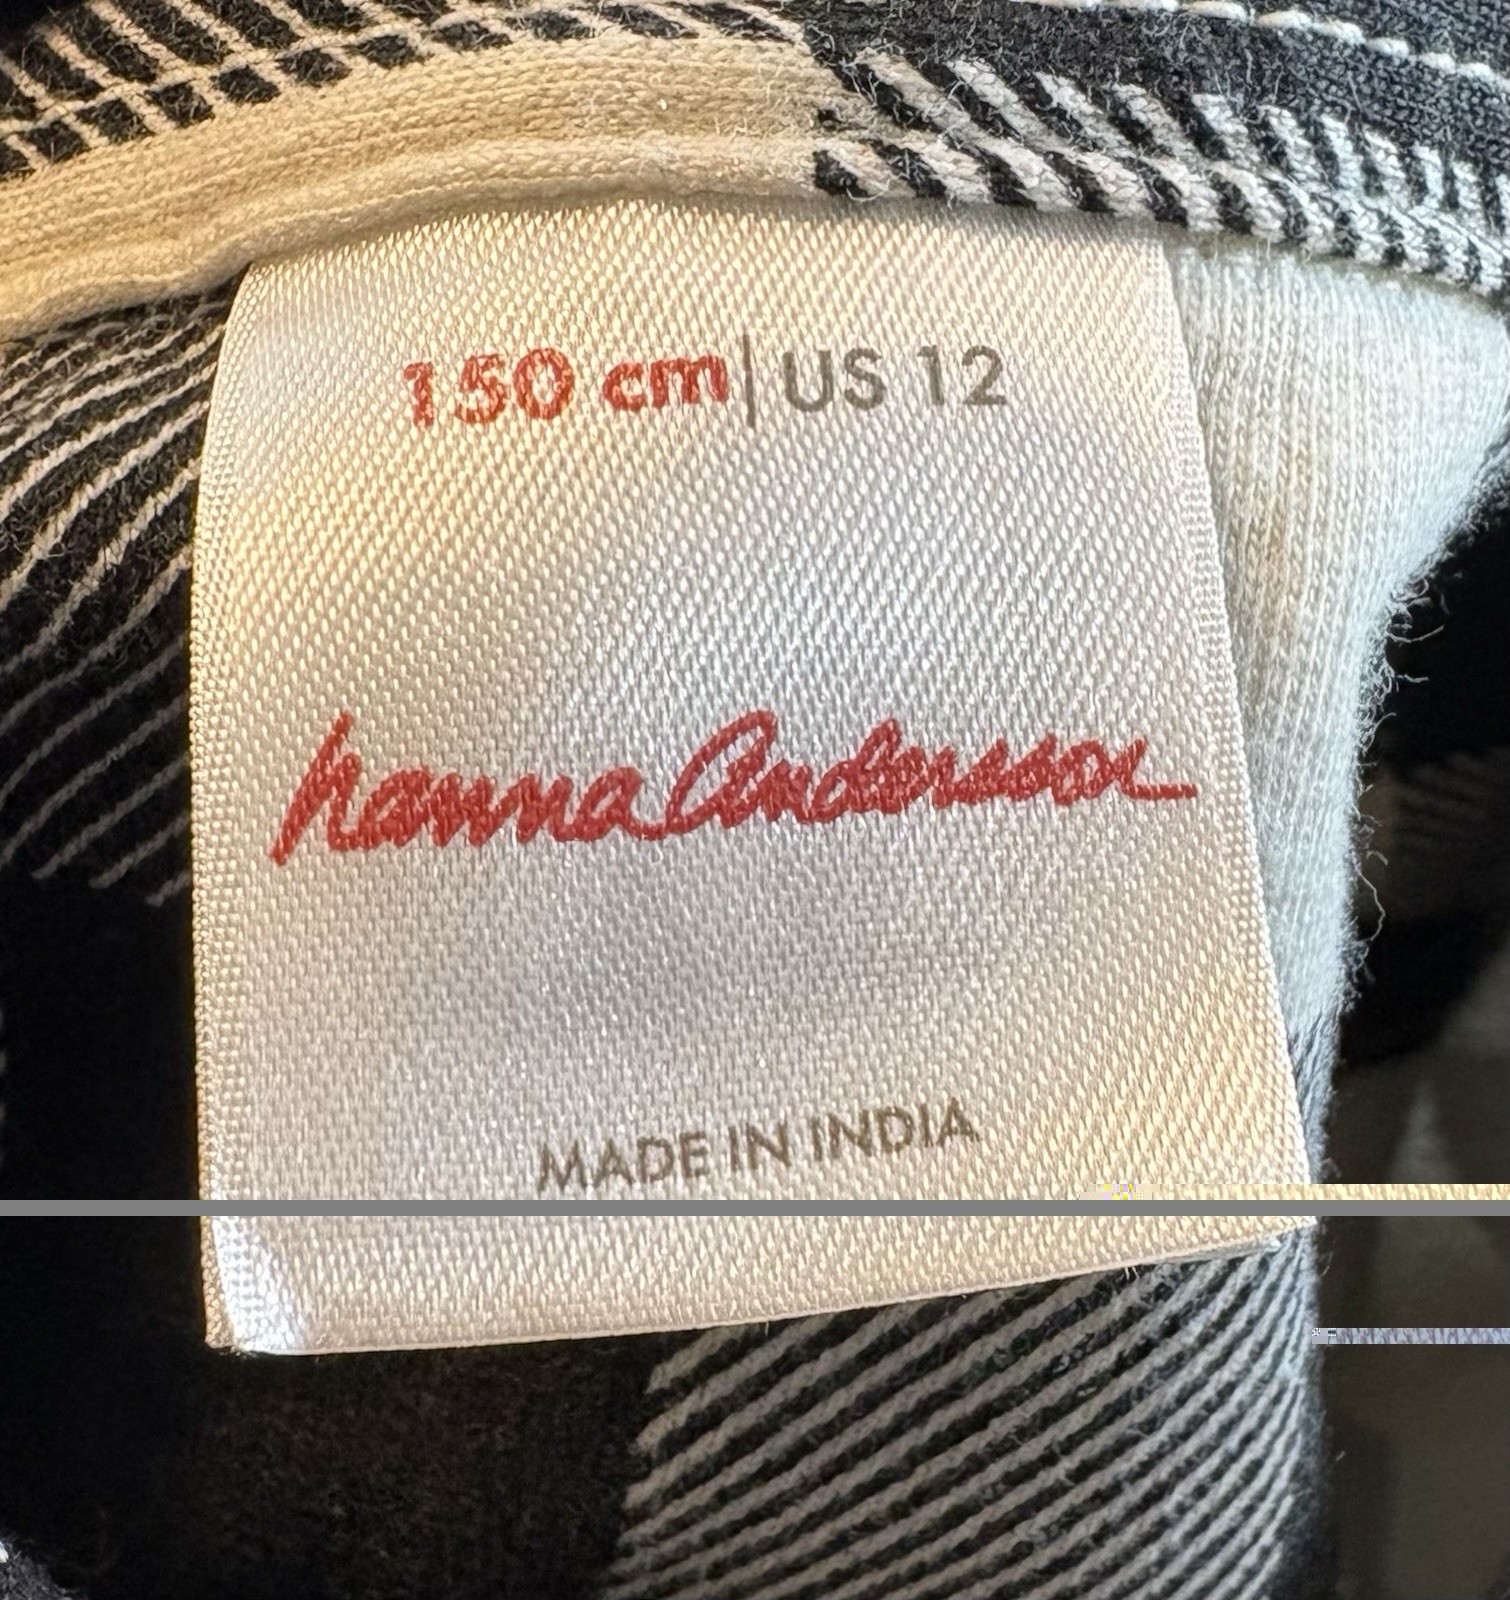 150 cm | US 12
hanna Andersson
MADE IN INDIA